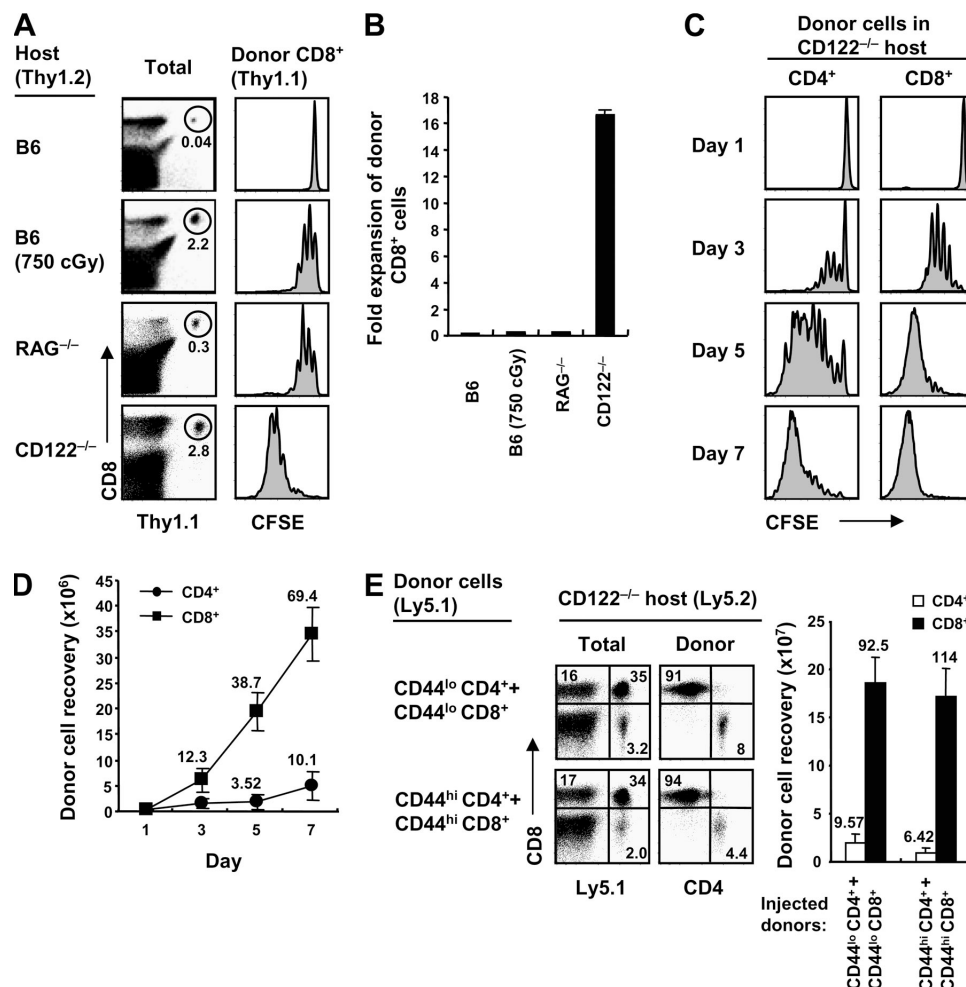 A
Host
(Thy1.2)
Total
Donor CD8⁺
(Thy1.1)
B6
0.04
B6
(750 cGy)
2.2
RAG⁻/⁻
0.3
CD122⁻/⁻
2.8
CD8
Thy1.1
CFSE
B
Fold expansion of donor
CD8⁺ cells
18
16
14
12
10
8
6
4
2
0
B6
B6 (750 cGy)
RAG⁻/⁻
CD122⁻/⁻
C
Donor cells in
CD122⁻/⁻ host
CD4⁺
CD8⁺
Day 1
Day 3
Day 5
Day 7
CFSE
D
Donor cell recovery (x10⁶)
45
40
35
30
25
20
15
10
5
0
CD4⁺
CD8⁺
69.4
38.7
12.3
3.52
10.1
1
3
5
7
Day
E
Donor cells
(Ly5.1)
CD122⁻/⁻ host (Ly5.2)
Total
Donor
CD44ˡᵒ CD4⁺+
CD44ˡᵒ CD8⁺
16
35
3.2
91
8
CD44ʰⁱ CD4⁺+
CD44ʰⁱ CD8⁺
17
34
2.0
94
4.4
CD8
Ly5.1
CD4
Donor cell recovery (x10⁷)
25
20
15
10
5
0
CD4⁺
CD8⁺
92.5
114
9.57
6.42
Injected
donors:
CD44ˡᵒ CD4⁺ +
CD44ˡᵒ CD8⁺
CD44ʰⁱ CD4⁺ +
CD44ʰⁱ CD8⁺